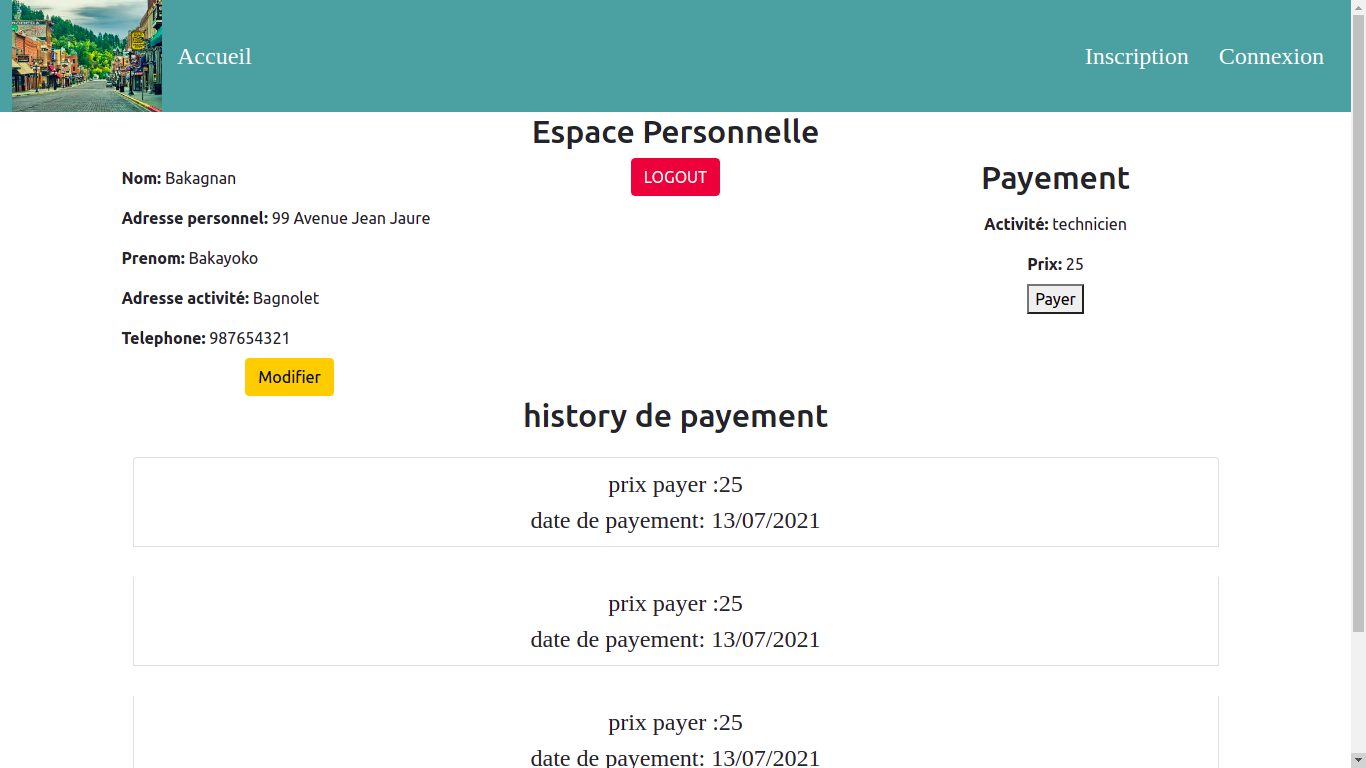 Accueil
Inscription
Connexion
Espace Personnelle
LOGOUT
Nom: Bakagnan
Adresse personnel: 99 Avenue Jean Jaure
Prenom: Bakayoko
Adresse activité: Bagnolet
Telephone: 987654321
Modifier
Payement
Activité: technicien
Prix: 25
Payer
history de payement
prix payer :25
date de payement: 13/07/2021
prix payer :25
date de payement: 13/07/2021
prix payer :25
date de payement: 13/07/2021